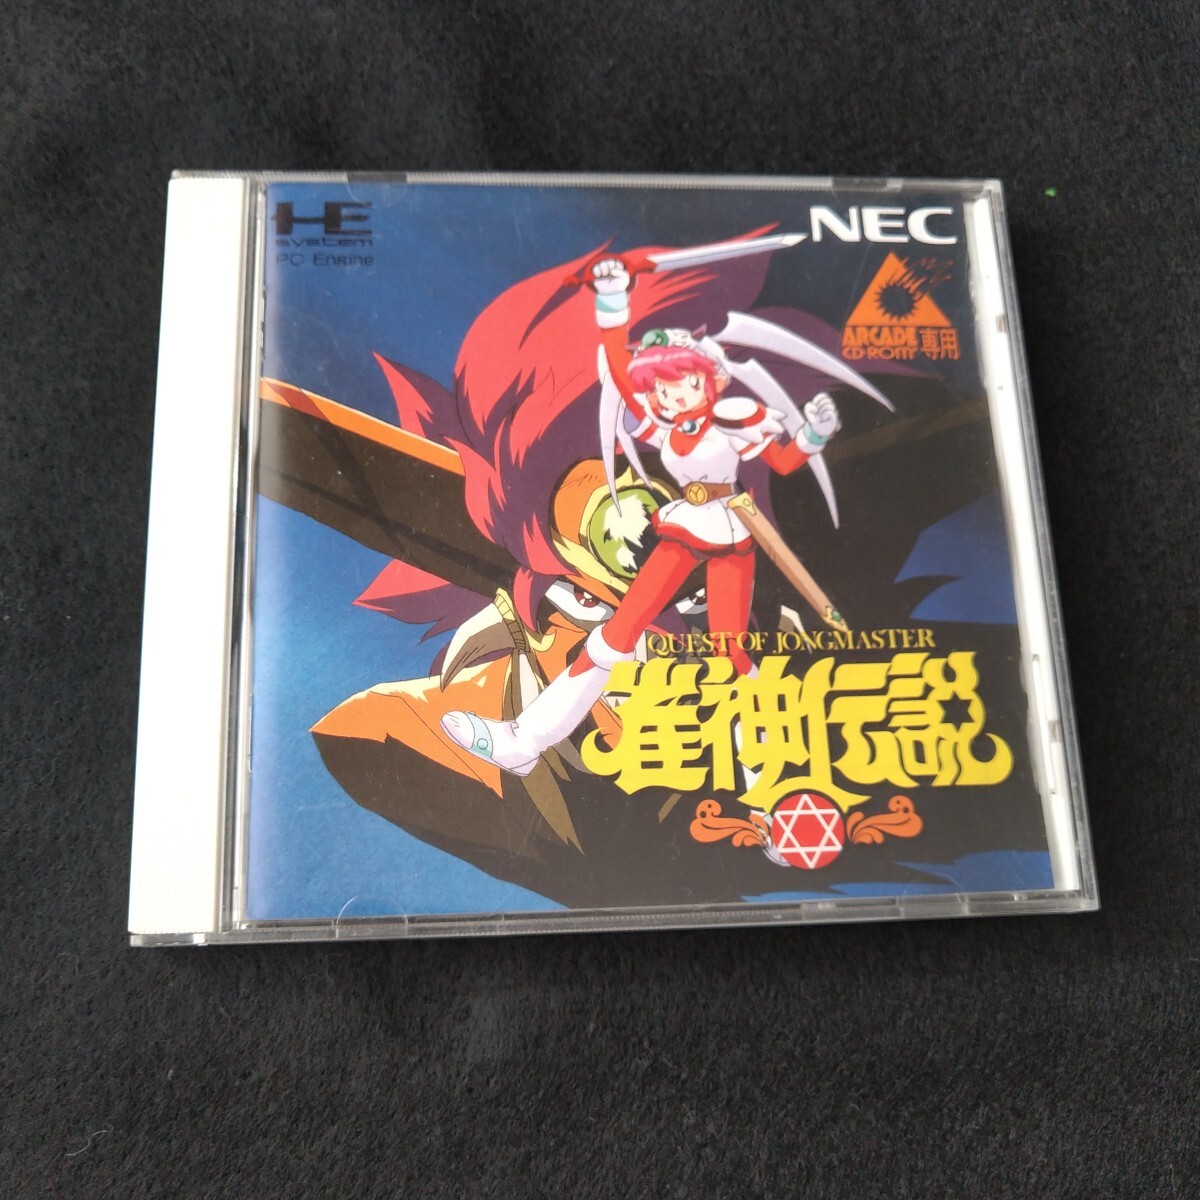 HE
system
PC Engine
NEC
ARCADE
CD-ROM² 専用
QUEST OF JONGMASTER
雀神伝説